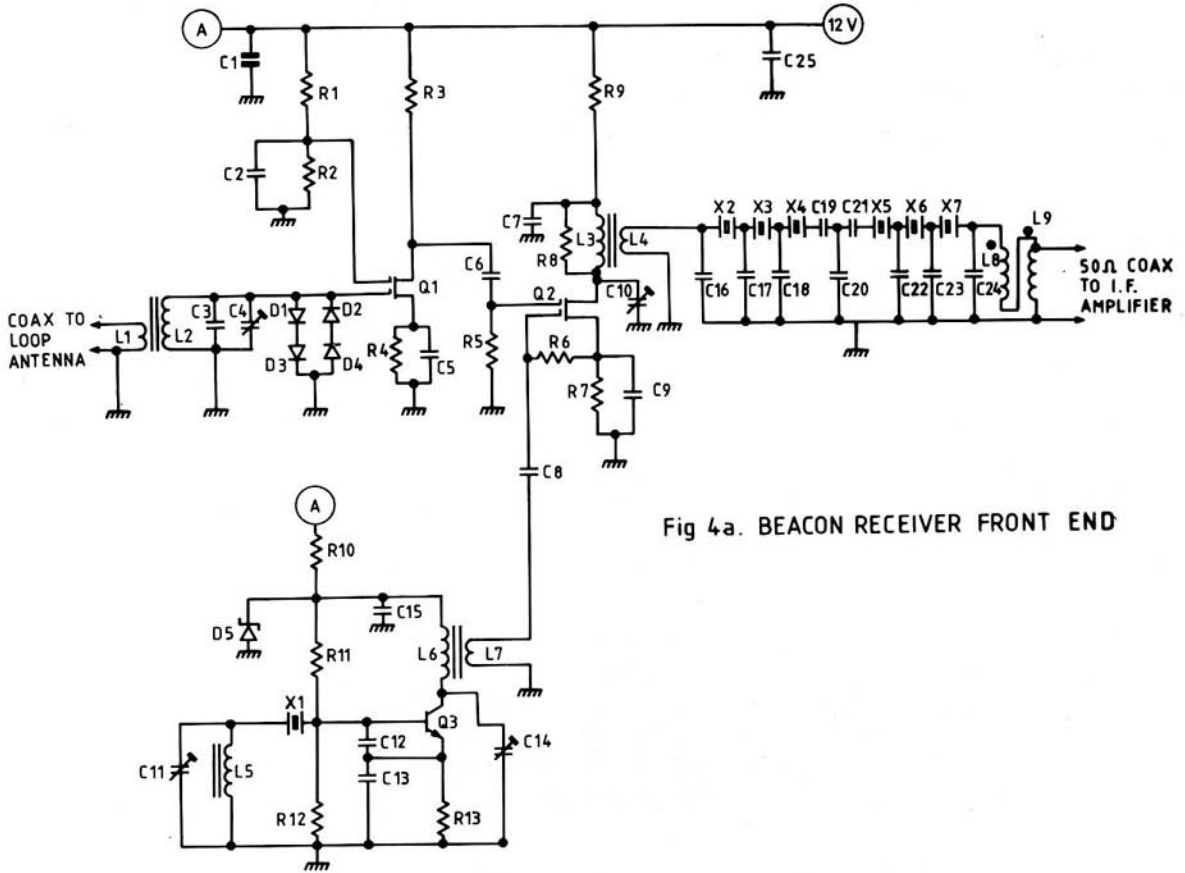 A
12V
C1
C25
R1
R3
R9
C2
R2
X2 X3 X4 C19 C21 X5 X6 X7 L9
C7
L3
L4
R8
L8
C6
Q1
Q2
C10
C16 C17 C18 C20 C22 C23 C24
50Ω COAX
TO I.F.
AMPLIFIER
COAX TO
LOOP
ANTENNA
L1
L2
C3
C4
D1
D2
D3
D4
R4
C5
R5
R6
R7
C9
C8
Fig 4a. BEACON RECEIVER FRONT END
A
R10
D5
C15
R11
L6
L7
X1
Q3
C12
C14
C11
L5
C13
R12
R13